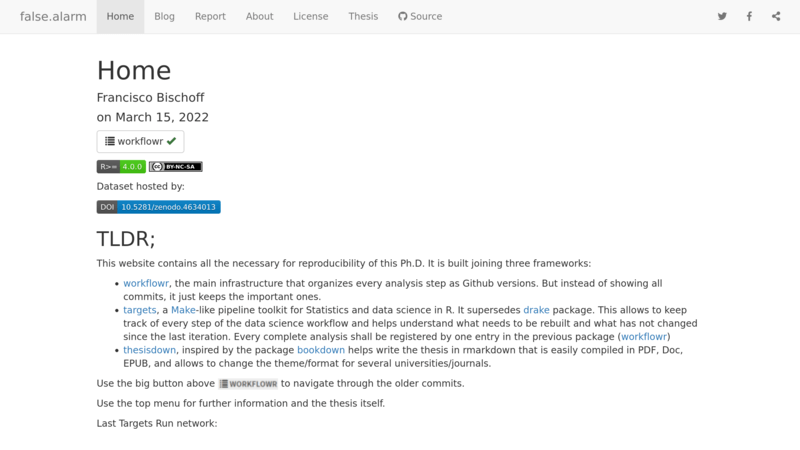 false.alarm Home Blog Report About License Thesis Source
Home
Francisco Bischoff
on March 15, 2022
workflowr
R>= 4.0.0 CC BY-NC-SA
Dataset hosted by:
DOI 10.5281/zenodo.4634013
TLDR;
This website contains all the necessary for reproducibility of this Ph.D. It is built joining three frameworks:
• workflowr, the main infrastructure that organizes every analysis step as Github versions. But instead of showing all
commits, it just keeps the important ones.
• targets, a Make-like pipeline toolkit for Statistics and data science in R. It supersedes drake package. This allows to keep
track of every step of the data science workflow and helps understand what needs to be rebuilt and what has not changed
since the last iteration. Every complete analysis shall be registered by one entry in the previous package (workflowr)
• thesisdown, inspired by the package bookdown helps write the thesis in rmarkdown that is easily compiled in PDF, Doc,
EPUB, and allows to change the theme/format for several universities/journals.
Use the big button above WORKFLOWR to navigate through the older commits.
Use the top menu for further information and the thesis itself.
Last Targets Run network: